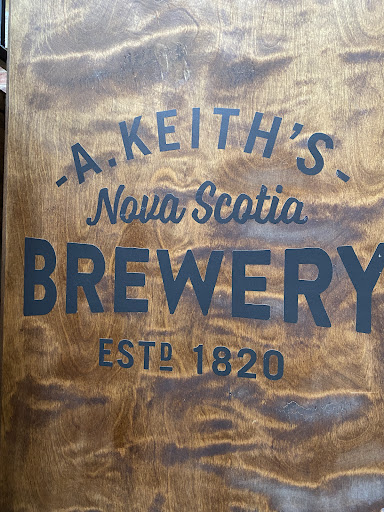 -A.KEITH'S-
Nova Scotia
BREWERY
ESTD 1820